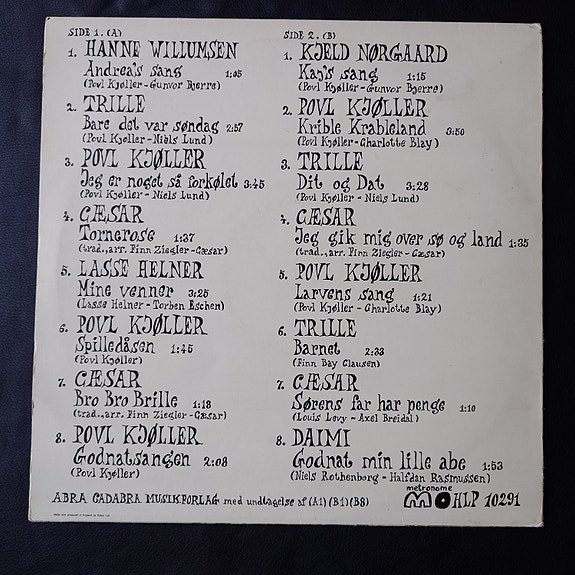 SIDE 1. (A)
1. HANNE WILLUMSEN
Andrea's sang 1:05
(Povl Kjøller - Gunvor Bjerre)
2. TRILLE
Bare det var søndag 2:57
(Povl Kjøller - Niels Lund)
3. POVL KJØLLER
Jeg er noget så forkølet 3:45
(Povl Kjøller - Niels Lund)
4. CÆSAR
Tornerose 1:37
(trad., arr. Finn Ziegler - Cæsar)
5. LASSE HELNER
Mine venner 3:25
(Lasse Helner - Torben Eschen)
6. POVL KJØLLER
Spilledåsen 1:45
(Povl Kjøller)
7. CÆSAR
Bro Bro Brille 1:18
(trad., arr. Finn Ziegler - Cæsar)
8. POVL KJØLLER
Godnatsangen 2:08
(Povl Kjøller)
SIDE 2. (B)
1. KJELD NØRGAARD
Kaj's sang 1:15
(Povl Kjøller - Gunvor Bjerre)
2. POVL KJØLLER
Krible Krableland 3:50
(Povl Kjøller - Charlotte Blay)
3. TRILLE
Dit og Dat 3:28
(Povl Kjøller - Niels Lund)
4. CÆSAR
Jeg gik mig over sø og land 1:35
(trad., arr. Finn Ziegler - Cæsar)
5. POVL KJØLLER
Larvens sang 1:21
(Povl Kjøller - Charlotte Blay)
6. TRILLE
Barnet 2:33
(Finn Bay Clausen)
7. CÆSAR
Sørens far har penge 1:10
(Louis Levy - Axel Breidal)
8. DAIMI
Godnat min lille abe 1:53
(Niels Rothenborg - Halfdan Rasmussen)
ABRA CADABRA MUSIKFORLAG med undtagelse af (A1) (B1) (B8)
metronome
MO HLP 10291